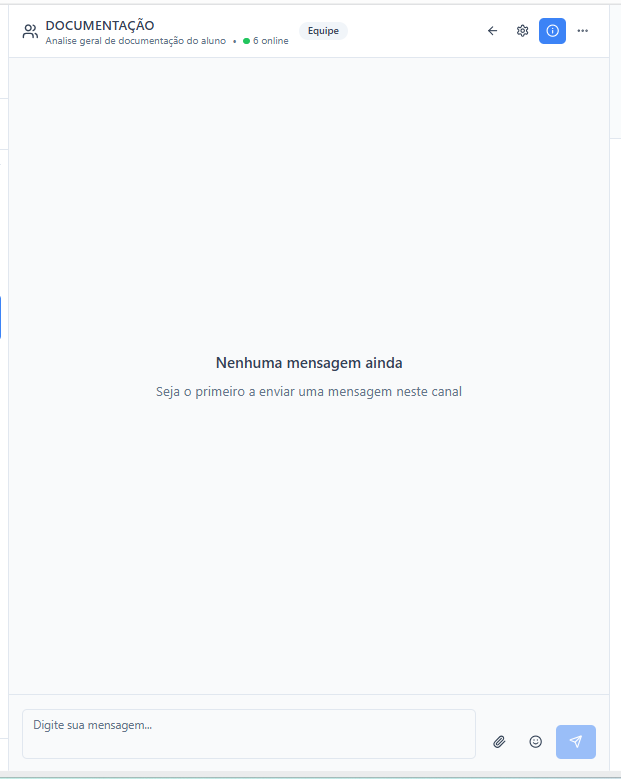 DOCUMENTAÇÃO
Analise geral de documentação do aluno • 6 online
Equipe
Nenhuma mensagem ainda
Seja o primeiro a enviar uma mensagem neste canal
Digite sua mensagem...